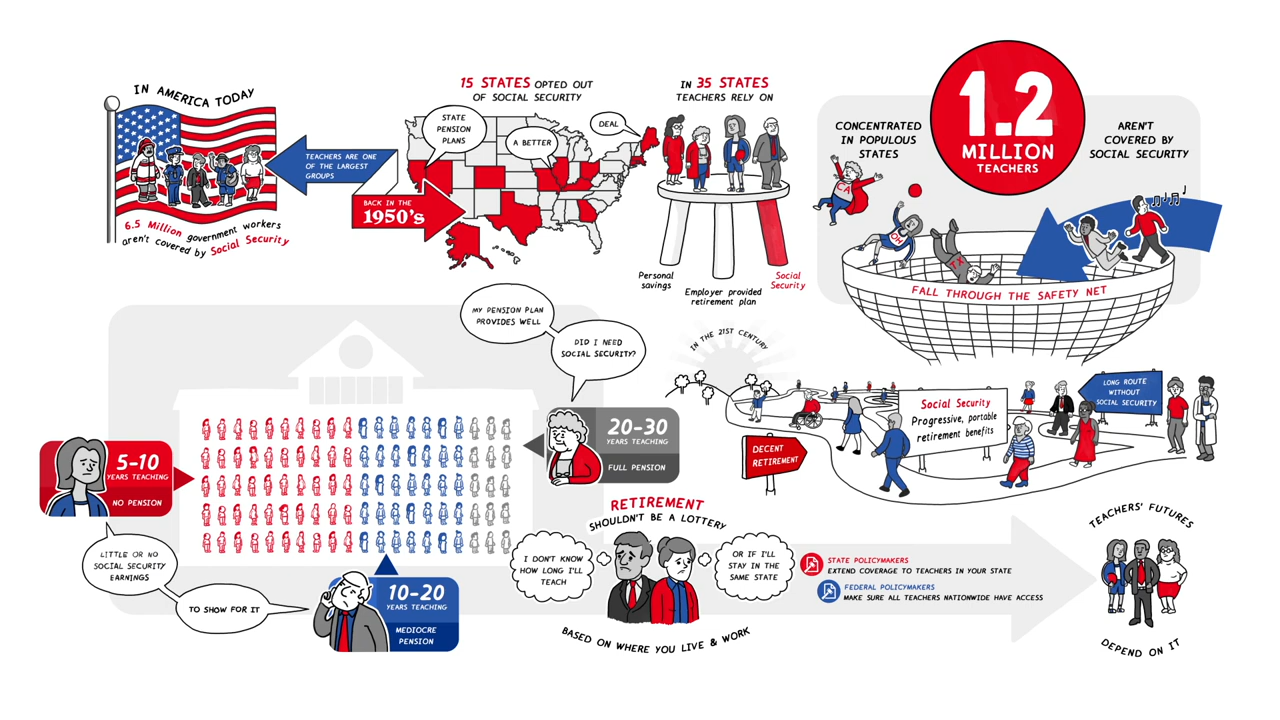 IN AMERICA TODAY
6.5 Million government workers
aren't covered by Social Security
TEACHERS ARE ONE
OF THE LARGEST
GROUPS
BACK IN THE
1950's
15 STATES OPTED OUT
OF SOCIAL SECURITY
STATE
PENSION
PLANS
A BETTER
DEAL
IN 35 STATES
TEACHERS RELY ON
Personal
savings
Employer provided
retirement plan
Social
Security
1.2
MILLION
TEACHERS
CONCENTRATED
IN POPULOUS
STATES
AREN'T
COVERED BY
SOCIAL SECURITY
CA
OH
TX
FALL THROUGH THE SAFETY NET
MY PENSION PLAN
PROVIDES WELL
DID I NEED
SOCIAL SECURITY?
20-30
YEARS TEACHING
FULL PENSION
5-10
YEARS TEACHING
NO PENSION
LITTLE OR NO
SOCIAL SECURITY
EARNINGS
TO SHOW FOR IT
10-20
YEARS TEACHING
MEDIOCRE
PENSION
IN THE 21ST CENTURY
DECENT
RETIREMENT
Social Security
Progressive, portable
retirement benefits
LONG ROUTE
WITHOUT
SOCIAL SECURITY
RETIREMENT
SHOULDN'T BE A LOTTERY
I DON'T KNOW
HOW LONG I'LL
TEACH
OR IF I'LL
STAY IN THE
SAME STATE
BASED ON WHERE YOU LIVE & WORK
STATE POLICYMAKERS
EXTEND COVERAGE TO TEACHERS IN YOUR STATE
FEDERAL POLICYMAKERS
MAKE SURE ALL TEACHERS NATIONWIDE HAVE ACCESS
TEACHERS' FUTURES
DEPEND ON IT